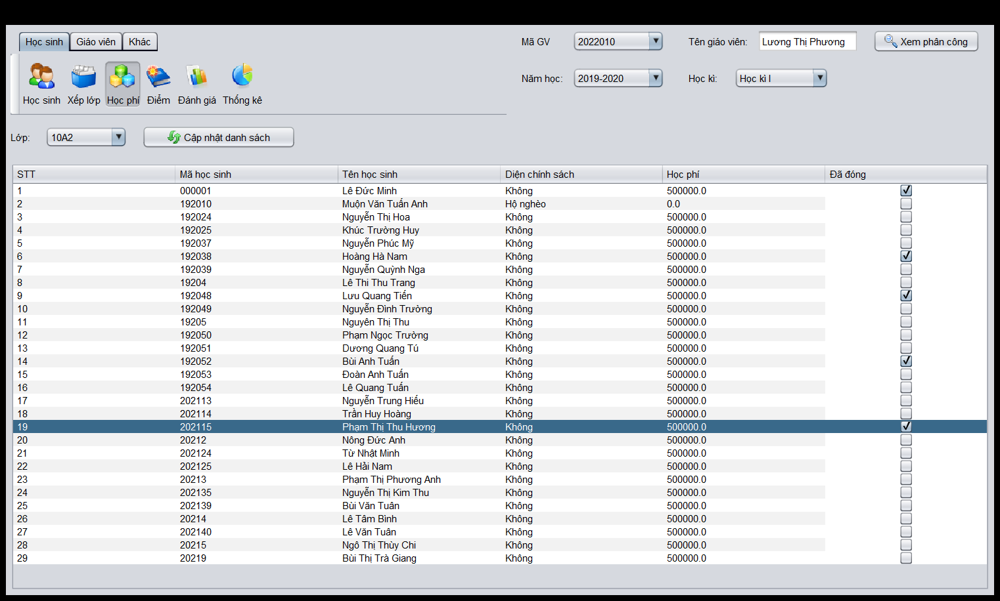 Học sinh Giáo viên Khác
Mã GV 2022010 Tên giáo viên: Lương Thị Phương Xem phân công
Học sinh Xếp lớp Học phí Điểm Đánh giá Thống kê
Năm học: 2019-2020 Học kì: Học kì I
Lớp: 10A2 Cập nhật danh sách
STT Mã học sinh Tên học sinh Diện chính sách Học phí Đã đóng
1 000001 Lê Đức Minh Không 500000.0
2 192010 Muộn Văn Tuấn Anh Hộ nghèo 0.0
3 192024 Nguyễn Thị Hoa Không 500000.0
4 192025 Khúc Trường Huy Không 500000.0
5 192037 Nguyễn Phúc Mỹ Không 500000.0
6 192038 Hoàng Hà Nam Không 500000.0
7 192039 Nguyễn Quỳnh Nga Không 500000.0
8 19204 Lê Thi Thu Trang Không 500000.0
9 192048 Lưu Quang Tiến Không 500000.0
10 192049 Nguyễn Đình Trường Không 500000.0
11 19205 Nguyên Thị Thu Không 500000.0
12 192050 Phạm Ngọc Trường Không 500000.0
13 192051 Dương Quang Tú Không 500000.0
14 192052 Bùi Anh Tuấn Không 500000.0
15 192053 Đoàn Anh Tuấn Không 500000.0
16 192054 Lê Quang Tuấn Không 500000.0
17 202113 Nguyễn Trung Hiếu Không 500000.0
18 202114 Trần Huy Hoàng Không 500000.0
19 202115 Phạm Thị Thu Hương Không 500000.0
20 20212 Nông Đức Anh Không 500000.0
21 202124 Từ Nhật Minh Không 500000.0
22 202125 Lê Hải Nam Không 500000.0
23 20213 Phạm Thị Phương Anh Không 500000.0
24 202135 Nguyễn Thị Kim Thu Không 500000.0
25 202139 Bùi Văn Tuân Không 500000.0
26 20214 Lê Tâm Bình Không 500000.0
27 202140 Lê Văn Tuân Không 500000.0
28 20215 Ngô Thị Thùy Chi Không 500000.0
29 20219 Bùi Thị Trà Giang Không 500000.0